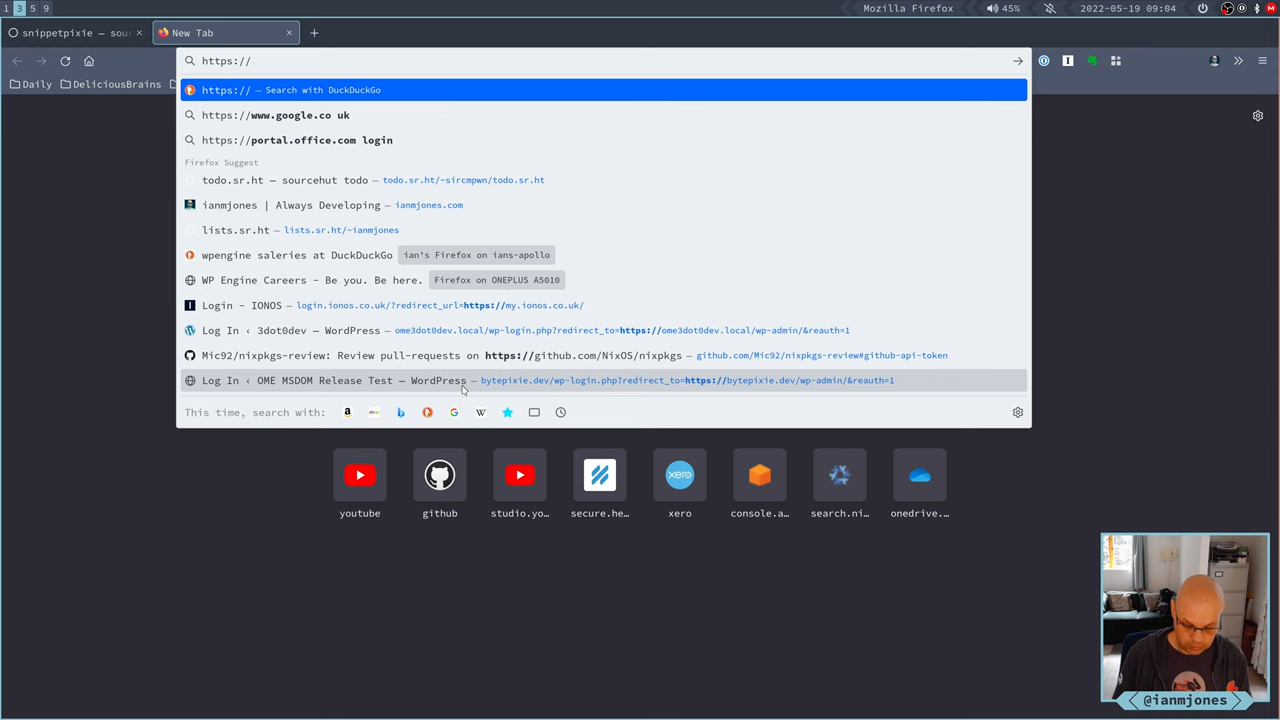 1 3 5 9
Mozilla Firefox 45% 2022-05-19 09:04
snippetpixie — sour × New Tab × +
https://
Daily DeliciousBrains
https:// — Search with DuckDuckGo
https://www.google.co uk
https://portal.office.com login
Firefox Suggest
todo.sr.ht — sourcehut todo — todo.sr.ht/~sircmpwn/todo.sr.ht
ianmjones | Always Developing — ianmjones.com
lists.sr.ht — lists.sr.ht/~ianmjones
wpengine saleries at DuckDuckGo ian's Firefox on ians-apollo
WP Engine Careers - Be you. Be here. Firefox on ONEPLUS A5010
Login - IONOS — login.ionos.co.uk/?redirect_url=https://my.ionos.co.uk/
Log In ‹ 3dot0dev — WordPress — ome3dot0dev.local/wp-login.php?redirect_to=https://ome3dot0dev.local/wp-admin/&reauth=1
Mic92/nixpkgs-review: Review pull-requests on https://github.com/NixOS/nixpkgs — github.com/Mic92/nixpkgs-review#github-api-token
Log In ‹ OME MSDOM Release Test — WordPress — bytepixie.dev/wp-login.php?redirect_to=https://bytepixie.dev/wp-admin/&reauth=1
This time, search with:
youtube github studio.yo... secure.he... xero console.a... search.ni... onedrive....
xero
@ianmjones